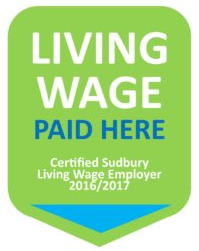 LIVING
WAGE
PAID HERE
Certified Sudbury
Living Wage Employer
2016/2017